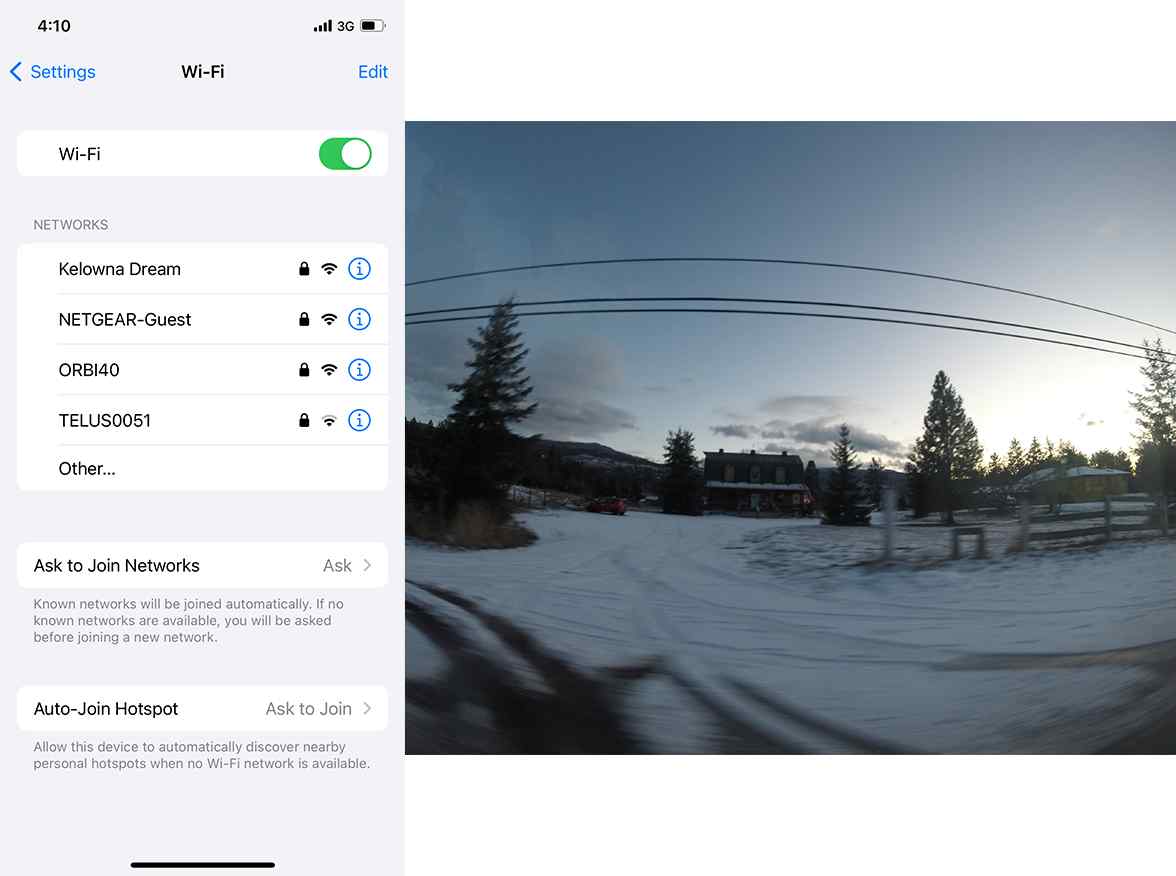 4:10 3G
Settings Wi-Fi Edit
Wi-Fi
NETWORKS
Kelowna Dream
NETGEAR-Guest
ORBI40
TELUS0051
Other...
Ask to Join Networks Ask
Known networks will be joined automatically. If no
known networks are available, you will be asked
before joining a new network.
Auto-Join Hotspot Ask to Join
Allow this device to automatically discover nearby
personal hotspots when no Wi-Fi network is available.